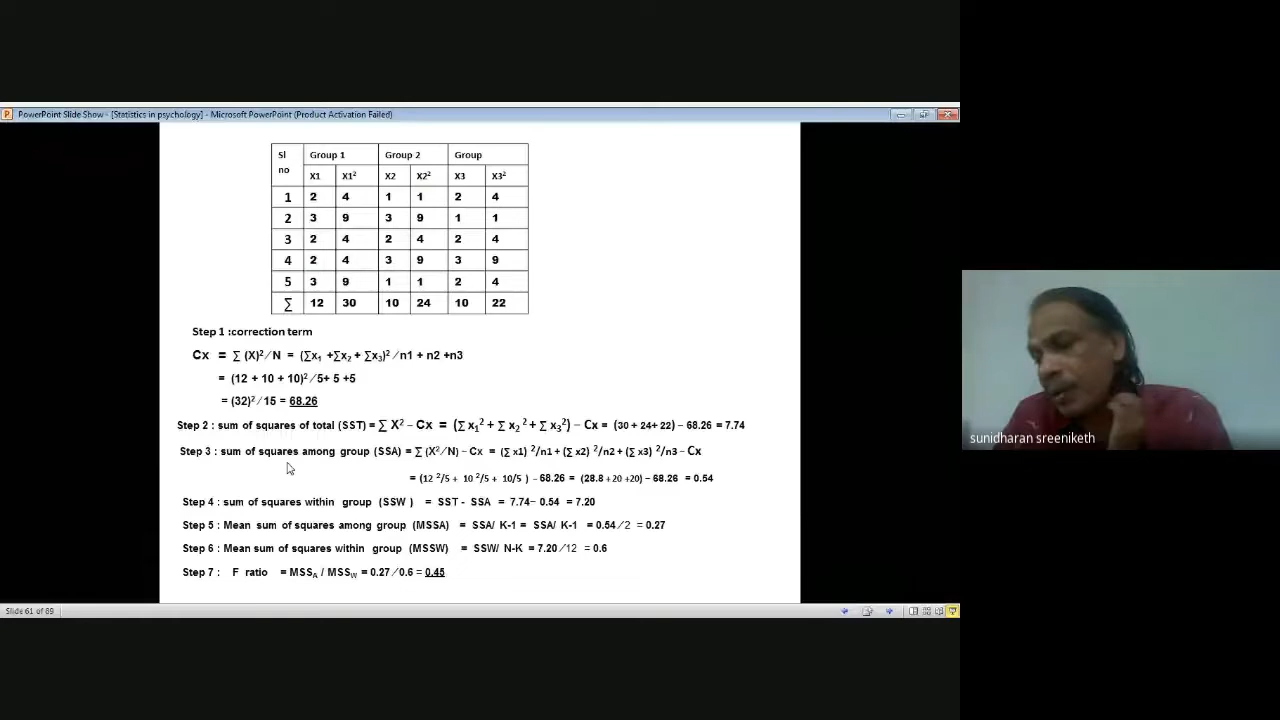 PowerPoint Slide Show - [Statistics in psychology] - Microsoft PowerPoint (Product Activation Failed)
Sl no Group 1 Group 2 Group
X1 X1² X2 X2² X3 X3²
1 2 4 1 1 2 4
2 3 9 3 9 1 1
3 2 4 2 4 2 4
4 2 4 3 9 3 9
5 3 9 1 1 2 4
∑ 12 30 10 24 10 22
Step 1 :correction term
Cx = ∑ (X)² ∕ N = (∑x₁ +∑x₂ + ∑x₃)² ∕ n1 + n2 +n3
= (12 + 10 + 10)² ∕ 5+ 5 +5
= (32)² ∕ 15 = 68.26
Step 2 : sum of squares of total (SST) = ∑ X² – Cx = (∑ x₁² + ∑ x₂ ² + ∑ x₃²) – Cx = (30 + 24+ 22) – 68.26 = 7.74
Step 3 : sum of squares among group (SSA) = ∑ (X²/N) – Cx = (∑ x1) ²/n1 + (∑ x2) ²/n2 + (∑ x3) ²/n3 – Cx
= (12 ²/5 + 10 ²/5 + 10/5 ) – 68.26 = (28.8 +20 +20) – 68.26 = 0.54
Step 4 : sum of squares within group (SSW ) = SST - SSA = 7.74– 0.54 = 7.20
Step 5 : Mean sum of squares among group (MSSA) = SSA/ K-1 = SSA/ K-1 = 0.54 ∕ 2 = 0.27
Step 6 : Mean sum of squares within group (MSSW) = SSW/ N-K = 7.20 ∕ 12 = 0.6
Step 7 : F ratio = MSS_A / MSS_W = 0.27 ∕ 0.6 = 0.45
Slide 61 of 89
sunidharan sreeniketh